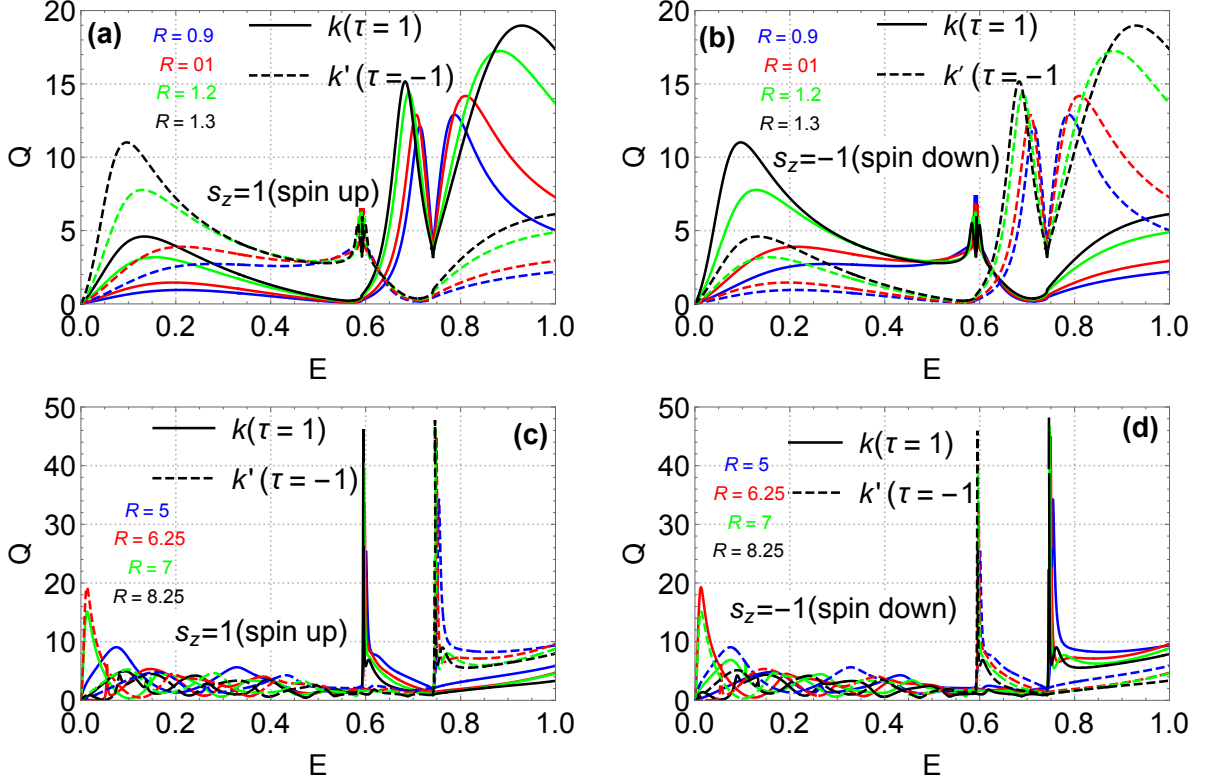 (a)
k(τ = 1)
k' (τ = −1)
R = 0.9
R = 01
R = 1.2
R = 1.3
s_z=1(spin up)
Q
20
15
10
5
0
0.0 0.2 0.4 0.6 0.8 1.0
E
(b)
k(τ = 1)
k′ (τ = −1
R = 0.9
R = 01
R = 1.2
R = 1.3
s_z=−1(spin down)
Q
20
15
10
5
0
0.0 0.2 0.4 0.6 0.8 1.0
E
(c)
k(τ = 1)
k' (τ = −1)
R = 5
R = 6.25
R = 7
R = 8.25
s_z=1(spin up)
Q
50
40
30
20
10
0
0.0 0.2 0.4 0.6 0.8 1.0
E
(d)
k(τ = 1)
k' (τ = −1
R = 5
R = 6.25
R = 7
R = 8.25
s_z=−1(spin down)
Q
50
40
30
20
10
0
0.0 0.2 0.4 0.6 0.8 1.0
E